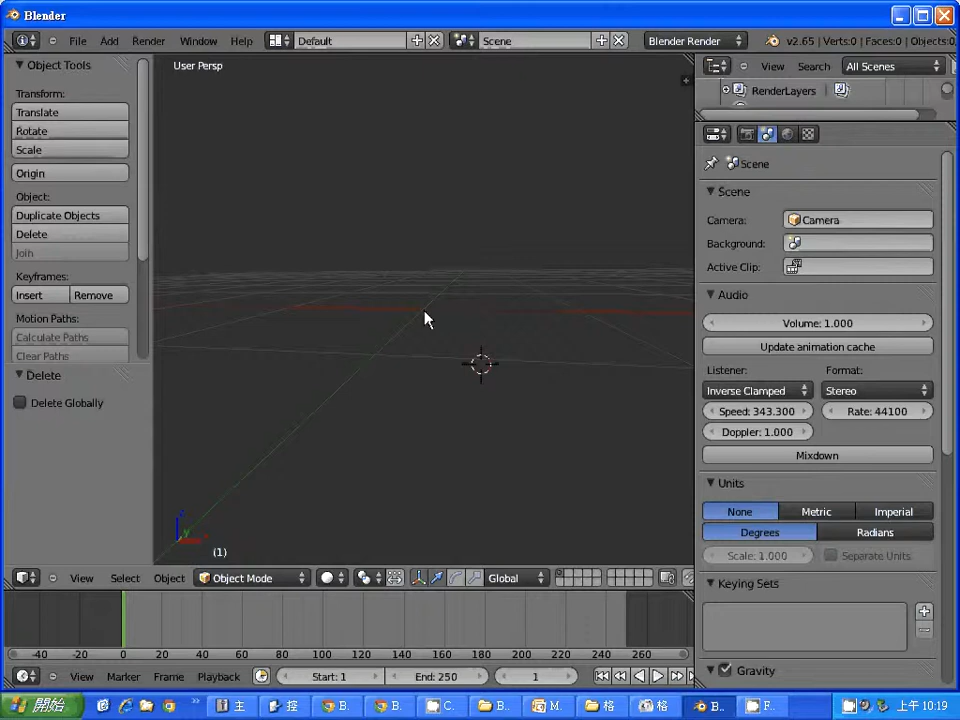 Blender
File Add Render Window Help Default Scene Blender Render v2.65 | Verts:0 | Faces:0 | Objects:0
Object Tools
Transform:
Translate
Rotate
Scale
Origin
Object:
Duplicate Objects
Delete
Join
Keyframes:
Insert Remove
Motion Paths:
Calculate Paths
Clear Paths
Delete
Delete Globally
User Persp
(1)
z
y
View Select Object Object Mode Global
View Search All Scenes
RenderLayers
Scene
Scene
Camera: Camera
Background:
Active Clip:
Audio
Volume: 1.000
Update animation cache
Listener: Format:
Inverse Clamped Stereo
Speed: 343.300 Rate: 44100
Doppler: 1.000
Mixdown
Units
None Metric Imperial
Degrees Radians
Scale: 1.000 Separate Units
Keying Sets
Gravity
-40 -20 0 20 40 60 80 100 120 140 160 180 200 220 240 260
View Marker Frame Playback Start: 1 End: 250 1
開始 主 控 B. B. C. B.. M. 格 格 B.. F.. 上午 10:19